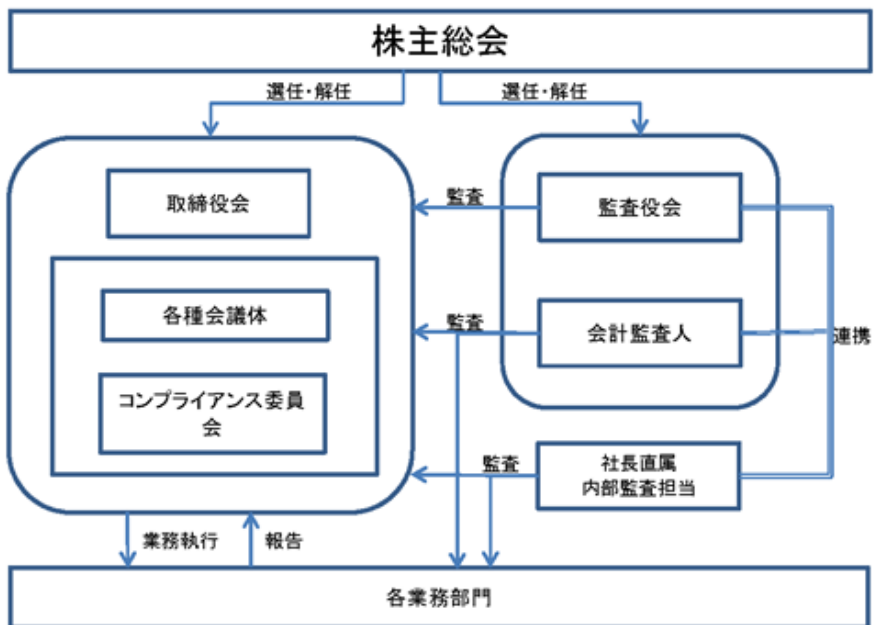 株主総会
選任・解任
選任・解任
取締役会
監査
監査役会
各種会議体
監査
会計監査人
連携
コンプライアンス委員
会
監査
社長直属
内部監査担当
業務執行
報告
各業務部門